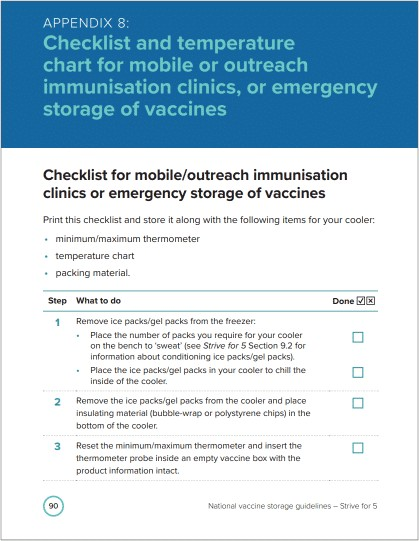 APPENDIX 8:
Checklist and temperature
chart for mobile or outreach
immunisation clinics, or emergency
storage of vaccines
Checklist for mobile/outreach immunisation
clinics or emergency storage of vaccines
Print this checklist and store it along with the following items for your cooler:
• minimum/maximum thermometer
• temperature chart
• packing material.
Step What to do Done ☑☒
1 Remove ice packs/gel packs from the freezer:
• Place the number of packs you require for your cooler
on the bench to ‘sweat’ (see Strive for 5 Section 9.2 for
information about conditioning ice packs/gel packs).
• Place the ice packs/gel packs in your cooler to chill the
inside of the cooler.
2 Remove the ice packs/gel packs from the cooler and place
insulating material (bubble-wrap or polystyrene chips) in the
bottom of the cooler.
3 Reset the minimum/maximum thermometer and insert the
thermometer probe inside an empty vaccine box with the
product information intact.
90 National vaccine storage guidelines – Strive for 5